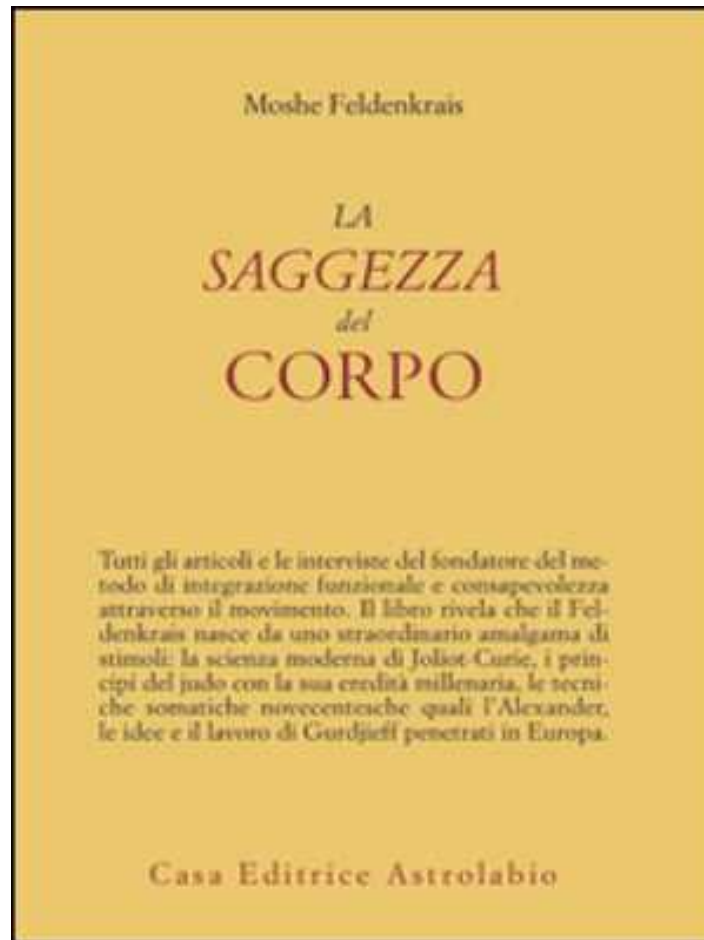 Moshe Feldenkrais
LA
SAGGEZZA
del
CORPO
Tutti gli articoli e le interviste del fondatore del me-
todo di integrazione funzionale e consapevolezza
attraverso il movimento. Il libro rivela che il Fel-
denkrais nasce da uno straordinario amalgama di
stimoli: la scienza moderna di Joliot-Curie, i prin-
cipi del judo con la sua eredità millenaria, le tecni-
che somatiche novecentesche quali l'Alexander,
le idee e il lavoro di Gurdjieff penetrati in Europa.
Casa Editrice Astrolabio